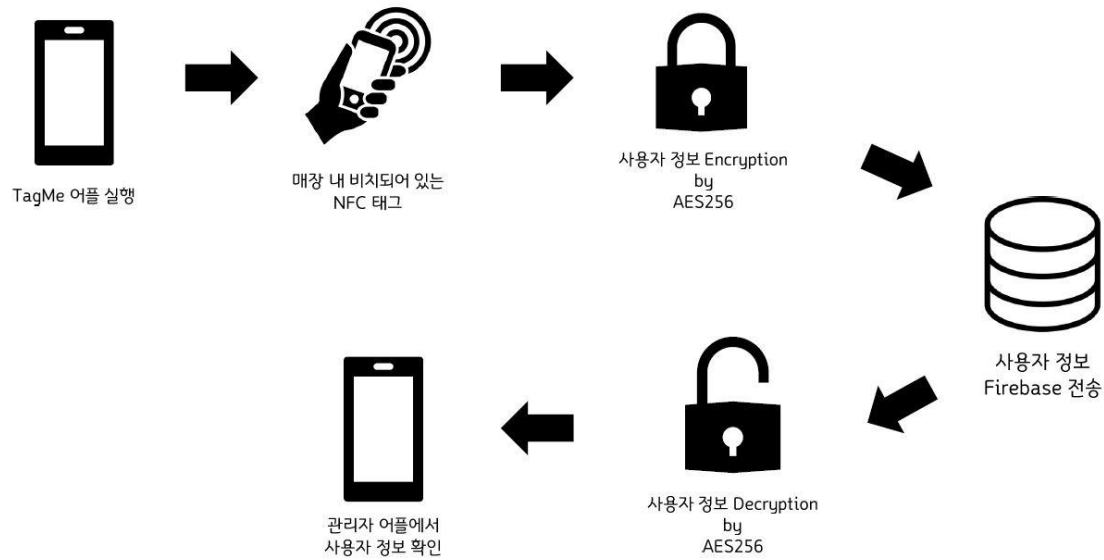 TagMe 어플 실행
매장 내 비치되어 있는
NFC 태그
사용자 정보 Encryption
by
AES256
사용자 정보
Firebase 전송
사용자 정보 Decryption
by
AES256
관리자 어플에서
사용자 정보 확인